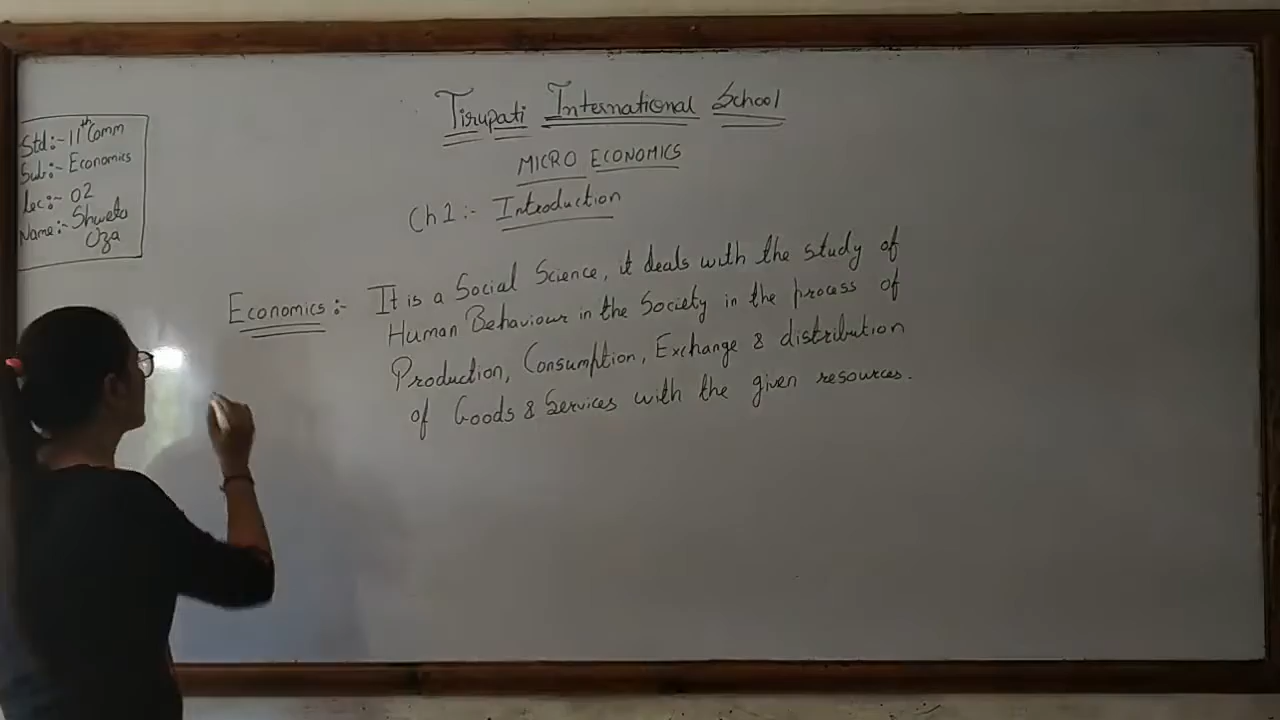 Tirupati International School
Std:- 11th Comm
Sub:- Economics
Lec:- 02
Name:- Shweta
Oza
MICRO ECONOMICS
Ch 1:- Introduction
Economics:- It is a Social Science, it deals with the study of
Human Behaviour in the Society in the process of
Production, Consumption, Exchange & distribution
of Goods & Services with the given resources.